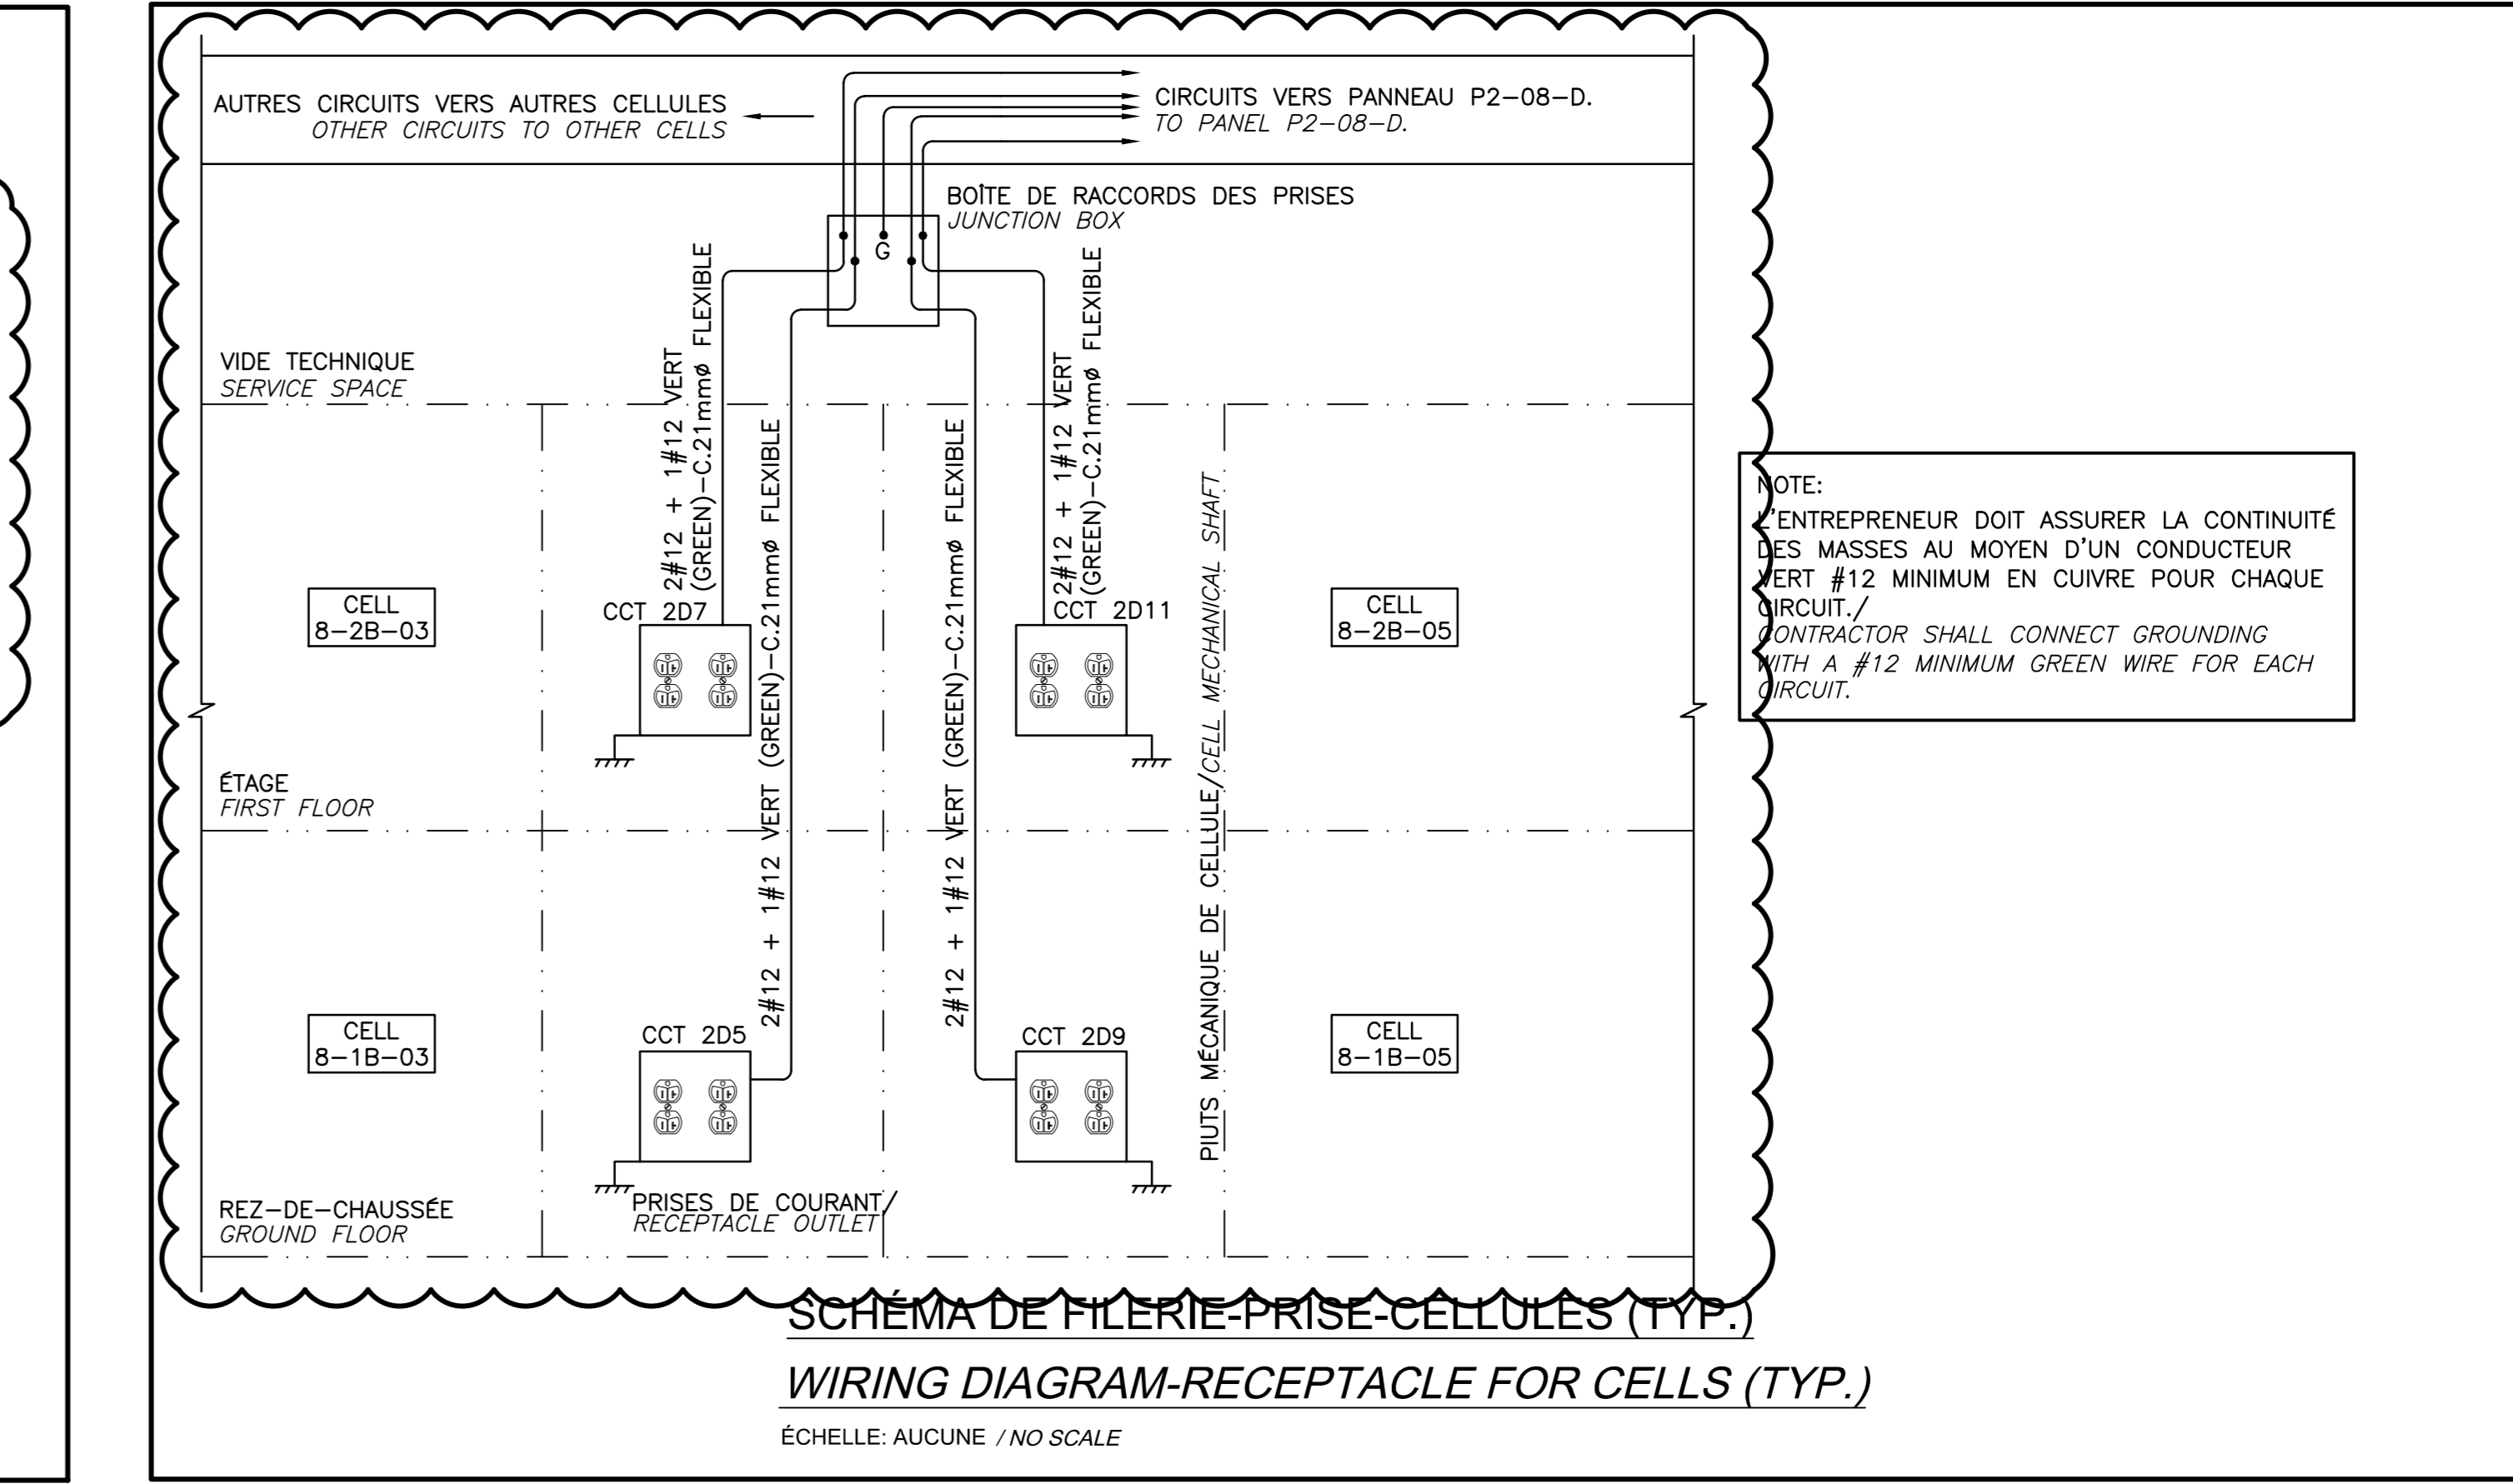 AUTRES CIRCUITS VERS AUTRES CELLULES
OTHER CIRCUITS TO OTHER CELLS
CIRCUITS VERS PANNEAU P2-08-D.
TO PANEL P2-08-D.
BOÎTE DE RACCORDS DES PRISES
JUNCTION BOX
G
VIDE TECHNIQUE
SERVICE SPACE
2#12 + 1#12 VERT
(GREEN)-C.21mmø FLEXIBLE
2#12 + 1#12 VERT (GREEN)-C.21mmø FLEXIBLE
2#12 + 1#12 VERT (GREEN)-C.21mmø FLEXIBLE
2#12 + 1#12 VERT
(GREEN)-C.21mmø FLEXIBLE
PIUTS MÉCANIQUE DE CELLULE/CELL MECHANICAL SHAFT
CELL
8-2B-03
CCT 2D7
CCT 2D11
CELL
8-2B-05
ÉTAGE
FIRST FLOOR
CELL
8-1B-03
CCT 2D5
CCT 2D9
CELL
8-1B-05
REZ-DE-CHAUSSÉE
GROUND FLOOR
PRISES DE COURANT/
RECEPTACLE OUTLET
NOTE:
L'ENTREPRENEUR DOIT ASSURER LA CONTINUITÉ
DES MASSES AU MOYEN D'UN CONDUCTEUR
VERT #12 MINIMUM EN CUIVRE POUR CHAQUE
CIRCUIT./
CONTRACTOR SHALL CONNECT GROUNDING
WITH A #12 MINIMUM GREEN WIRE FOR EACH
CIRCUIT.
SCHÉMA DE FILERIE-PRISE-CELLULES (TYP.)
WIRING DIAGRAM-RECEPTACLE FOR CELLS (TYP.)
ÉCHELLE: AUCUNE / NO SCALE